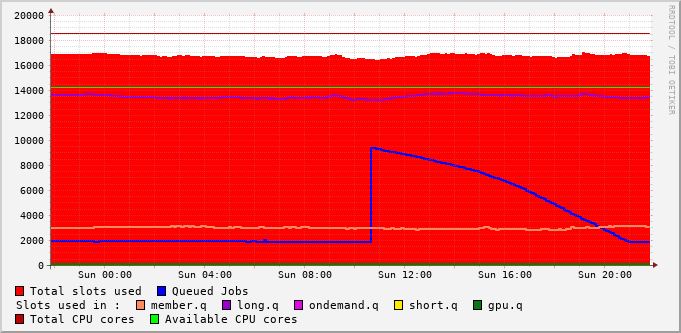 RRDTOOL / TOBI OETIKER
20000
18000
16000
14000
12000
10000
8000
6000
4000
2000
0
Sun 00:00 Sun 04:00 Sun 08:00 Sun 12:00 Sun 16:00 Sun 20:00
Total slots used Queued Jobs
Slots used in : member.q long.q ondemand.q short.q gpu.q
Total CPU cores Available CPU cores